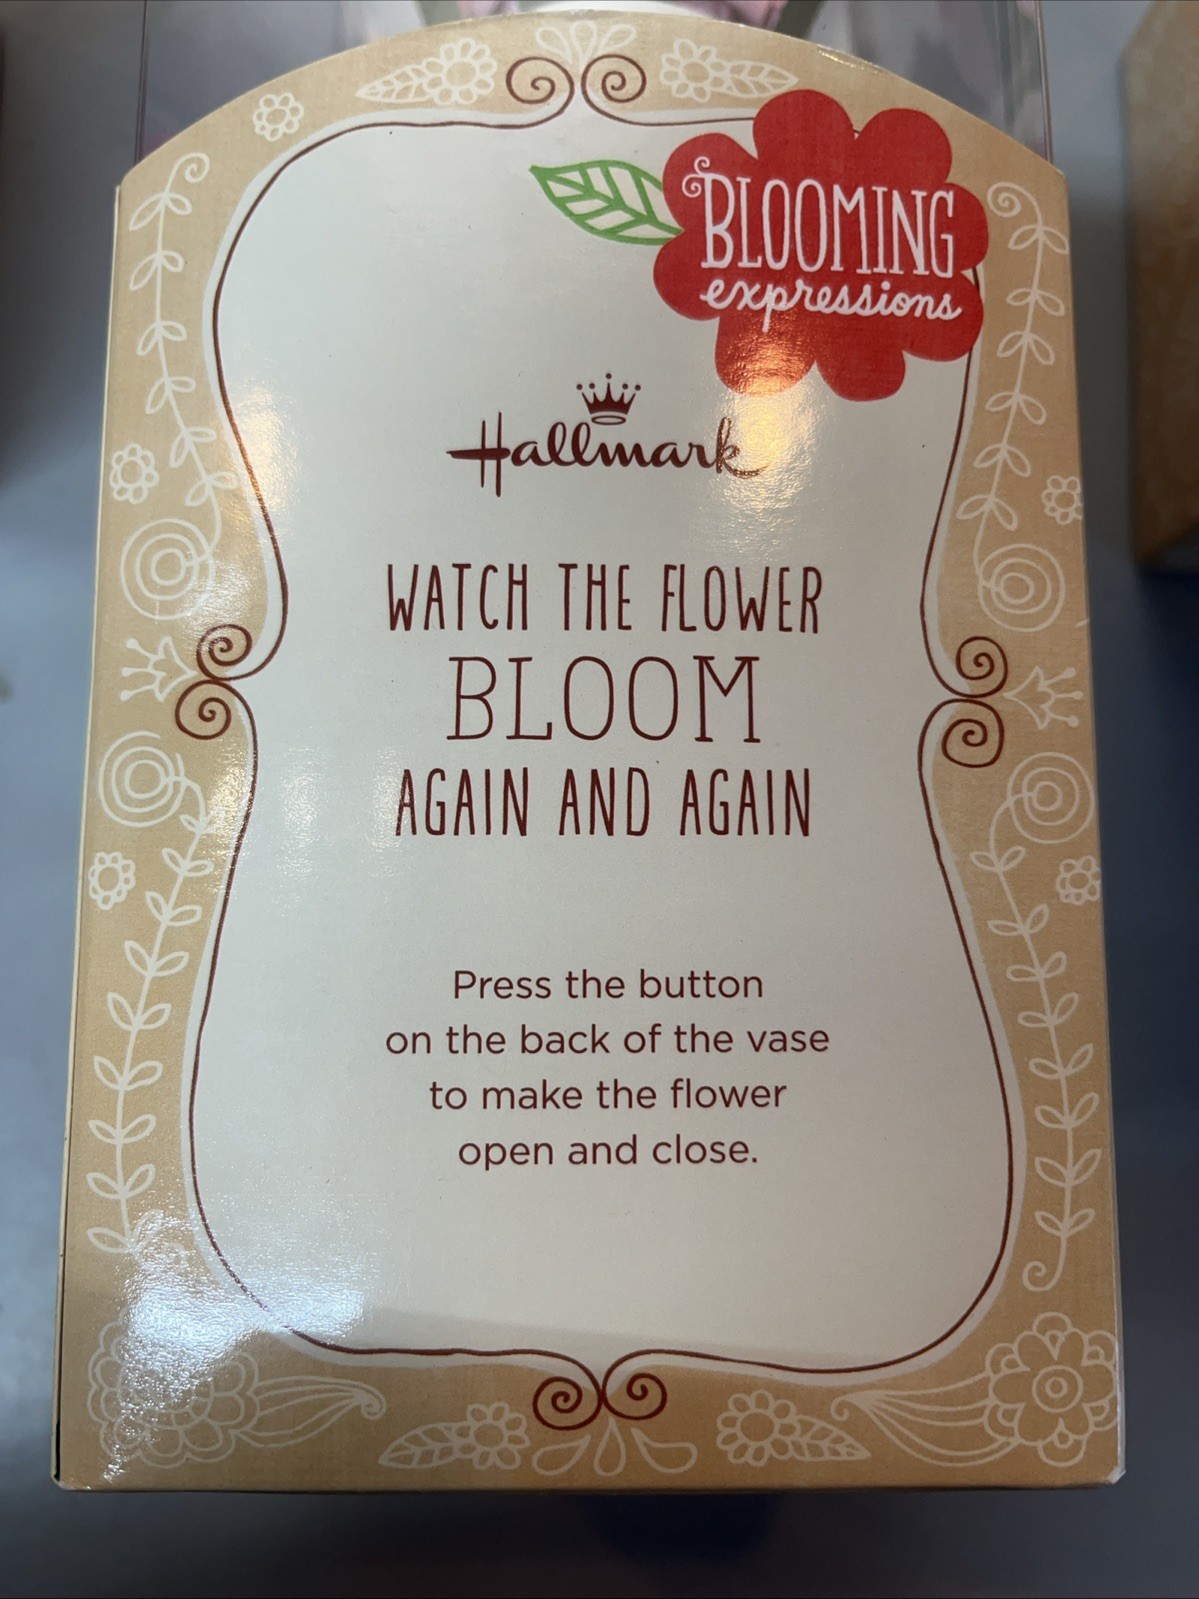 BLOOMING
expressions
Hallmark
WATCH THE FLOWER
BLOOM
AGAIN AND AGAIN
Press the button
on the back of the vase
to make the flower
open and close.